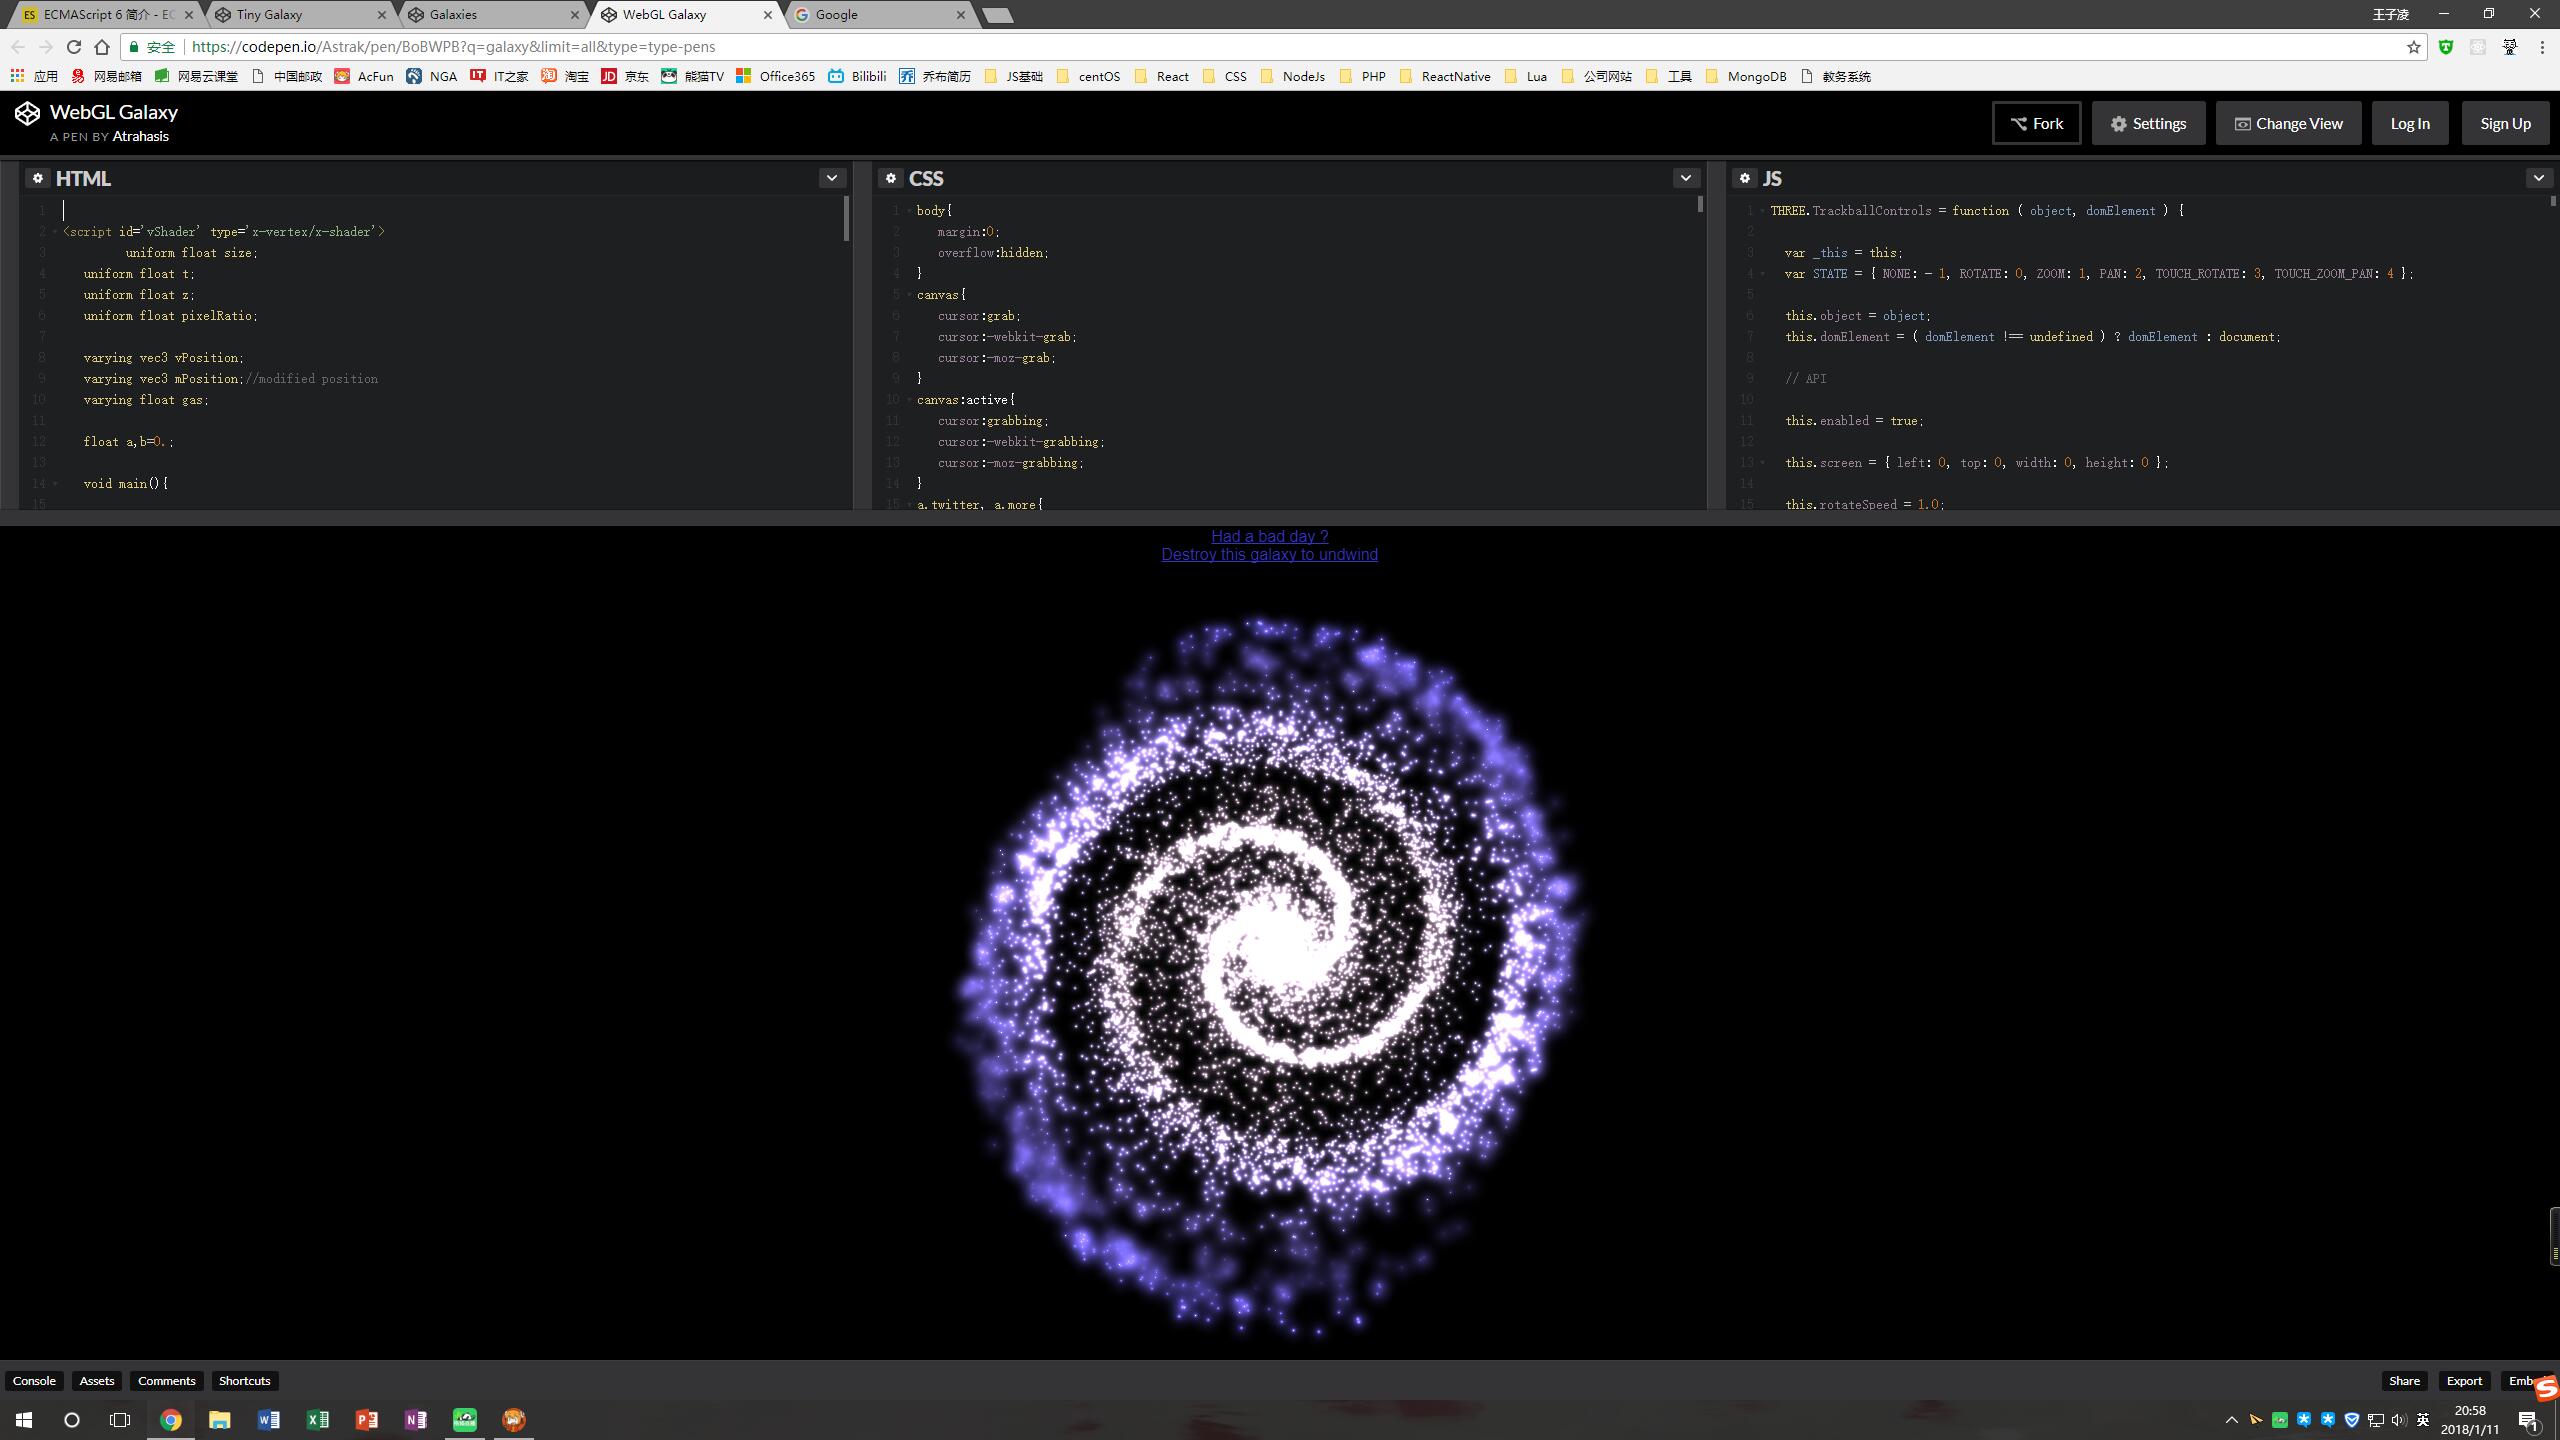 ECMAScript 6 简介 - EC
Tiny Galaxy
Galaxies
WebGL Galaxy
Google
王子凌
安全
https://codepen.io/Astrak/pen/BoBWPB?q=galaxy&limit=all&type=type-pens
应用 网易邮箱 网易云课堂 中国邮政 AcFun NGA IT之家 淘宝 京东 熊猫TV Office365 Bilibili 乔布简历 JS基础 centOS React CSS NodeJs PHP ReactNative Lua 公司网站 工具 MongoDB 教务系统
WebGL Galaxy
A PEN BY Atrahasis
Fork Settings Change View Log In Sign Up
HTML
1
2 <script id='vShader' type='x-vertex/x-shader'>
3 uniform float size;
4 uniform float t;
5 uniform float z;
6 uniform float pixelRatio;
7
8 varying vec3 vPosition;
9 varying vec3 mPosition;//modified position
10 varying float gas;
11
12 float a,b=0.;
13
14 void main(){
15
CSS
1 body{
2 margin:0;
3 overflow:hidden;
4 }
5 canvas{
6 cursor:grab;
7 cursor:-webkit-grab;
8 cursor:-moz-grab;
9 }
10 canvas:active{
11 cursor:grabbing;
12 cursor:-webkit-grabbing;
13 cursor:-moz-grabbing;
14 }
15 a.twitter, a.more{
JS
1 THREE.TrackballControls = function ( object, domElement ) {
2
3 var _this = this;
4 var STATE = { NONE: - 1, ROTATE: 0, ZOOM: 1, PAN: 2, TOUCH_ROTATE: 3, TOUCH_ZOOM_PAN: 4 };
5
6 this.object = object;
7 this.domElement = ( domElement !== undefined ) ? domElement : document;
8
9 // API
10
11 this.enabled = true;
12
13 this.screen = { left: 0, top: 0, width: 0, height: 0 };
14
15 this.rotateSpeed = 1.0;
Had a bad day ?
Destroy this galaxy to undwind
Console Assets Comments Shortcuts
Share Export Emb
英
20:58
2018/1/11